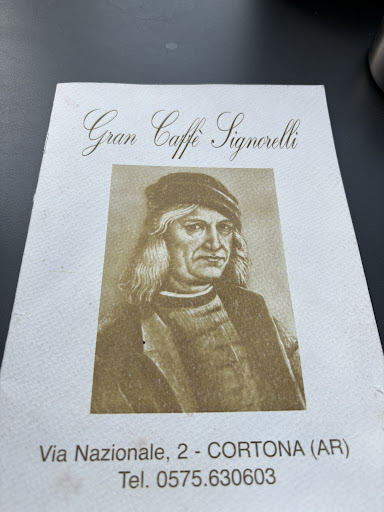 Gran Caffè Signorelli
Via Nazionale, 2 - CORTONA (AR)
Tel. 0575.630603